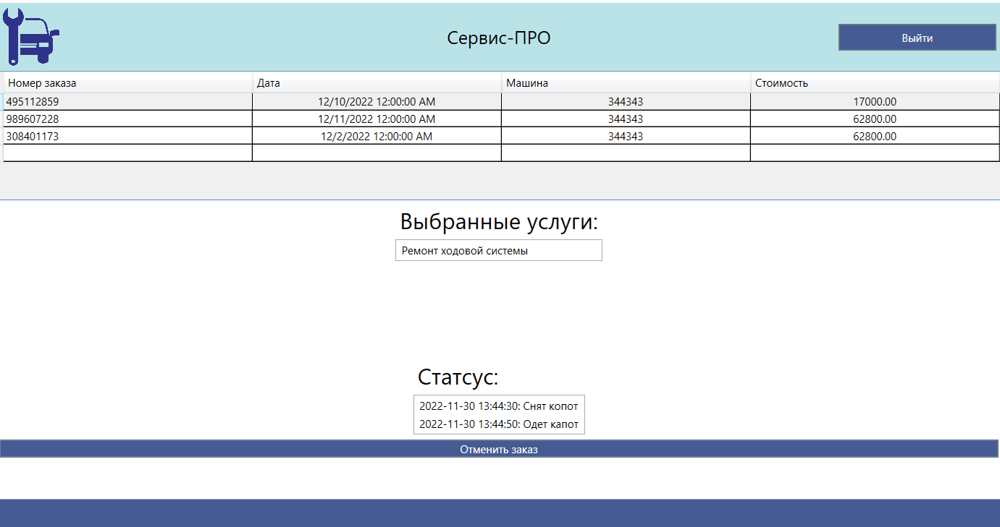 Сервис-ПРО
Выйти
Номер заказа Дата Машина Стоимость
495112859 12/10/2022 12:00:00 AM 344343 17000.00
989607228 12/11/2022 12:00:00 AM 344343 62800.00
308401173 12/2/2022 12:00:00 AM 344343 62800.00
Выбранные услуги:
Ремонт ходовой системы
Статсус:
2022-11-30 13:44:30: Снят копот
2022-11-30 13:44:50: Одет капот
Отменить заказ